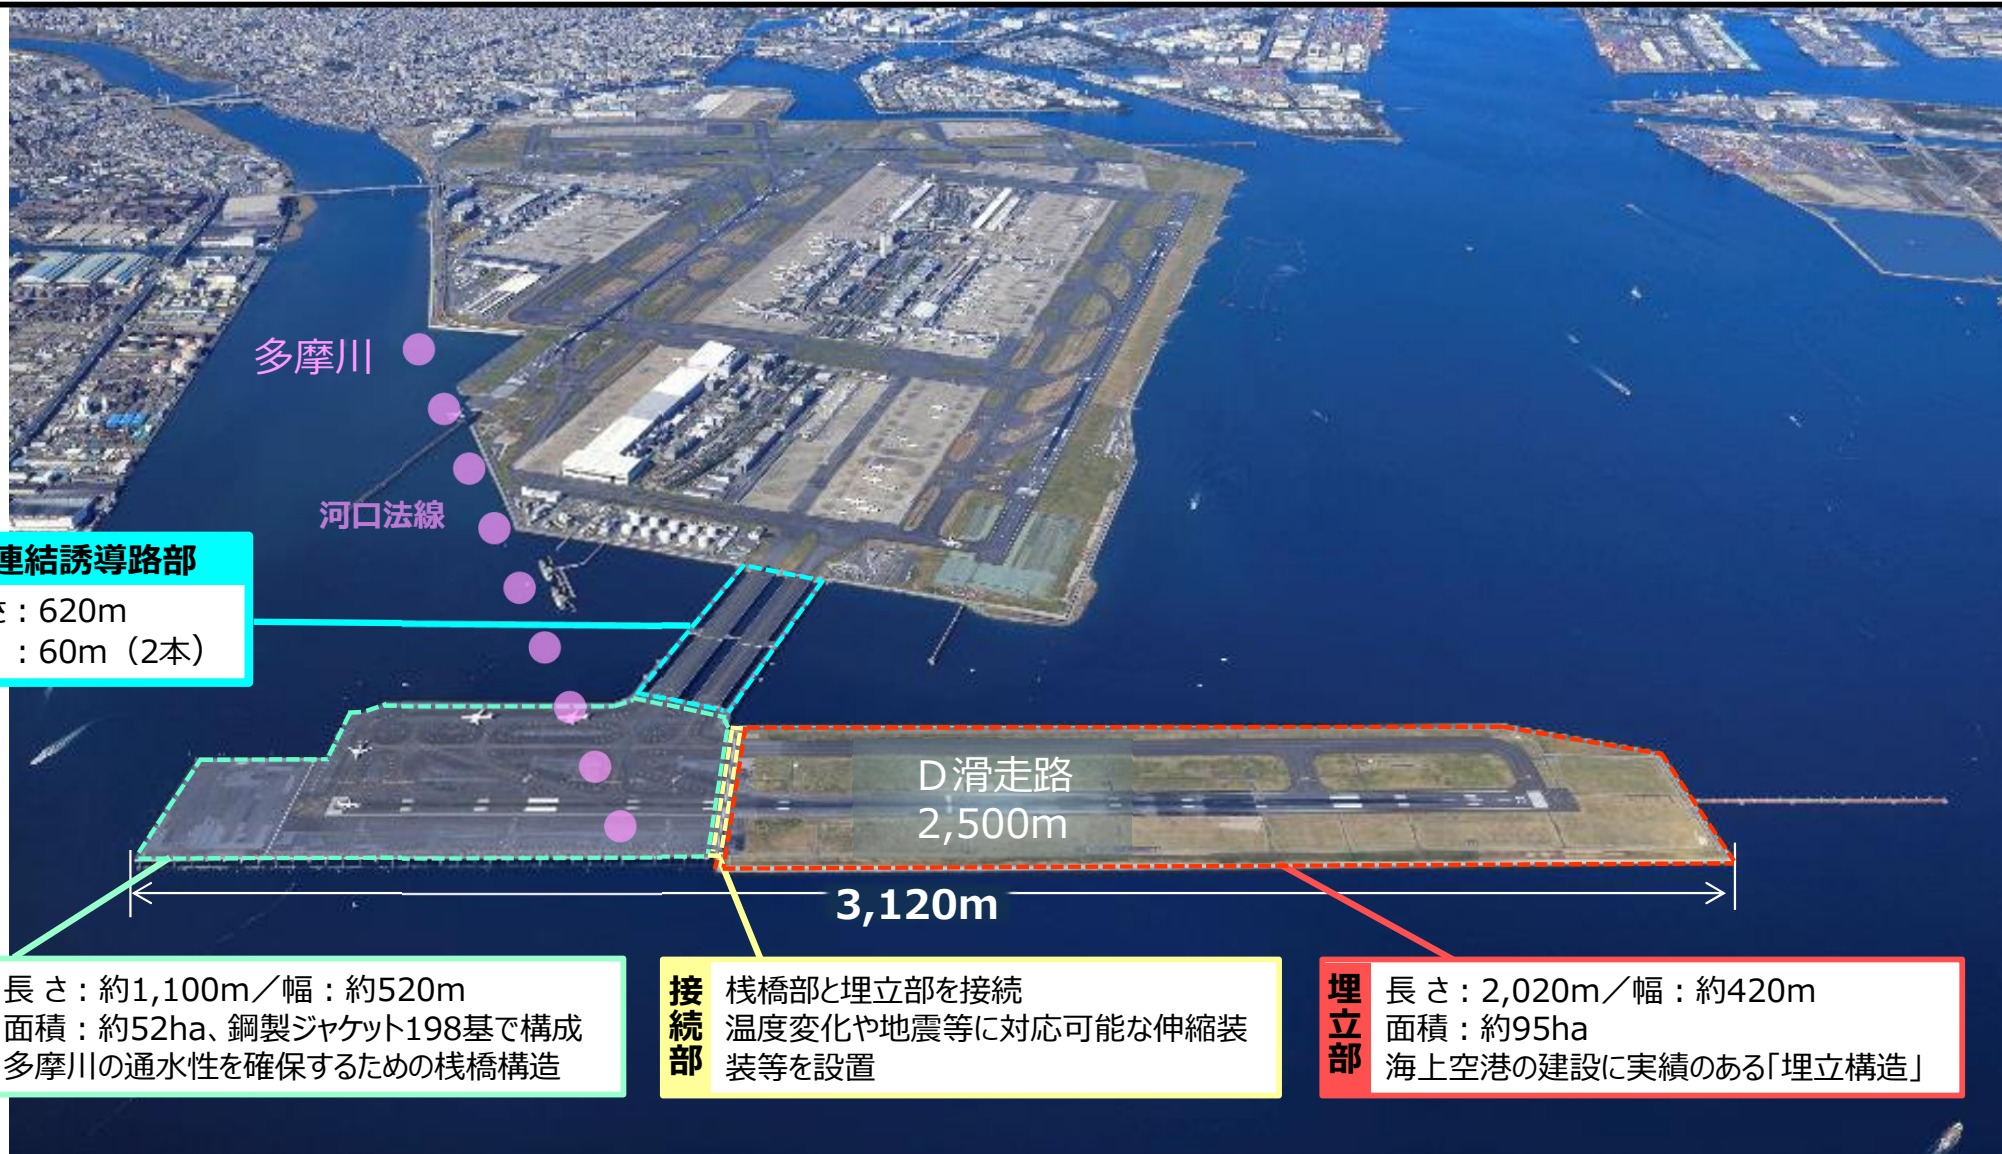 多摩川
河口法線
連結誘導路部
:620m
:60m(2本)
D滑走路
2,500m
3,120m
長さ:約1,100m/幅:約520m
面積:約52ha、鋼製ジャケット198基で構成
多摩川の通水性を確保するための桟橋構造
接続部
桟橋部と埋立部を接続
温度変化や地震等に対応可能な伸縮装
装等を設置
埋立部
長さ:2,020m/幅:約420m
面積:約95ha
海上空港の建設に実績のある「埋立構造」